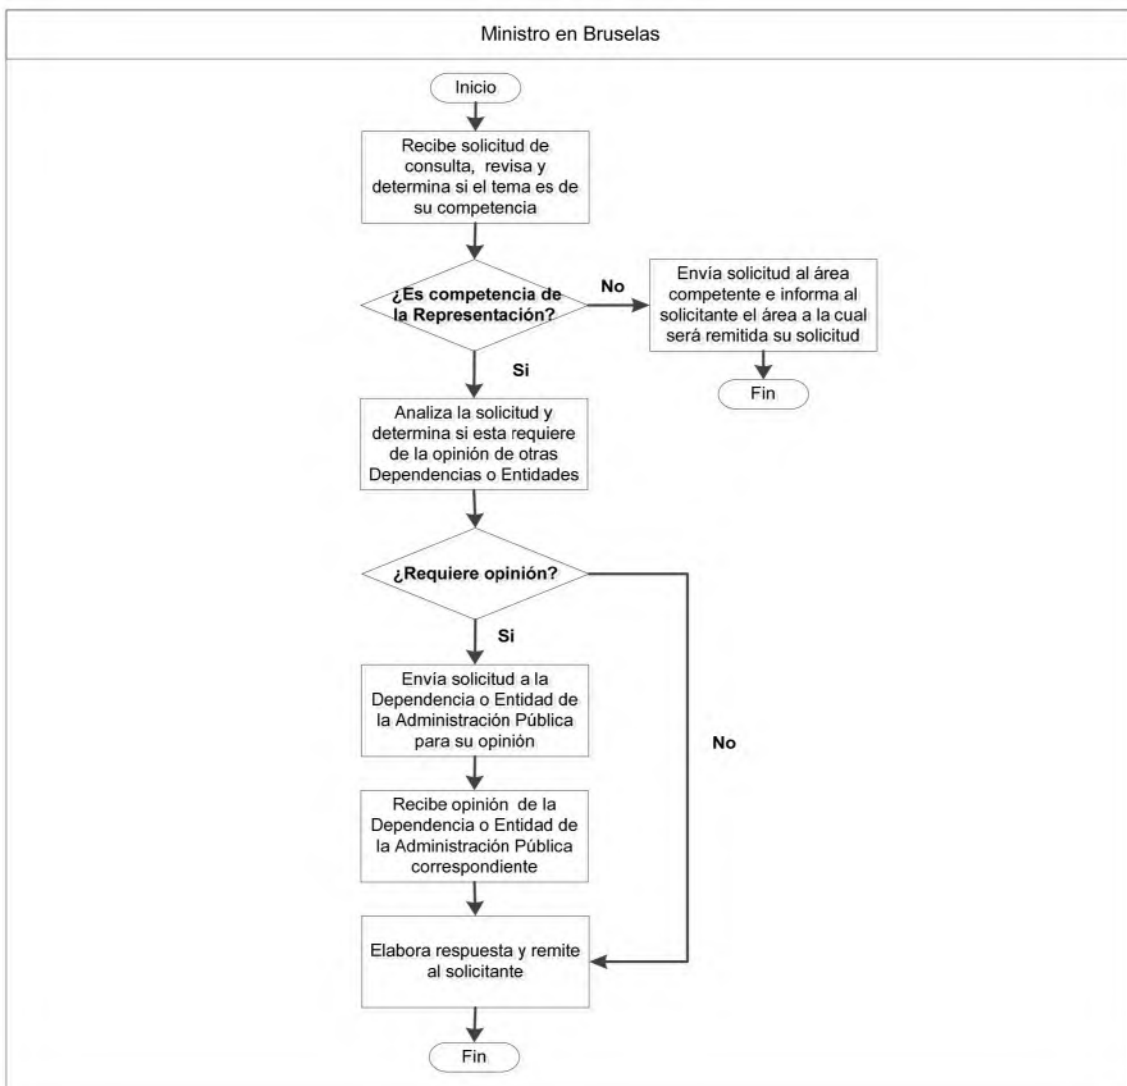 Ministro en Bruselas
Inicio
Recibe solicitud de
consulta, revisa y
determina si el tema es de
su competencia
¿Es competencia de
la Representación?
No
Envía solicitud al área
competente e informa al
solicitante el área a la cual
será remitida su solicitud
Fin
Si
Analiza la solicitud y
determina si esta requiere
de la opinión de otras
Dependencias o Entidades
¿Requiere opinión?
Si
Envía solicitud a la
Dependencia o Entidad de
la Administración Pública
para su opinión
No
Recibe opinión de la
Dependencia o Entidad de
la Administración Pública
correspondiente
Elabora respuesta y remite
al solicitante
Fin